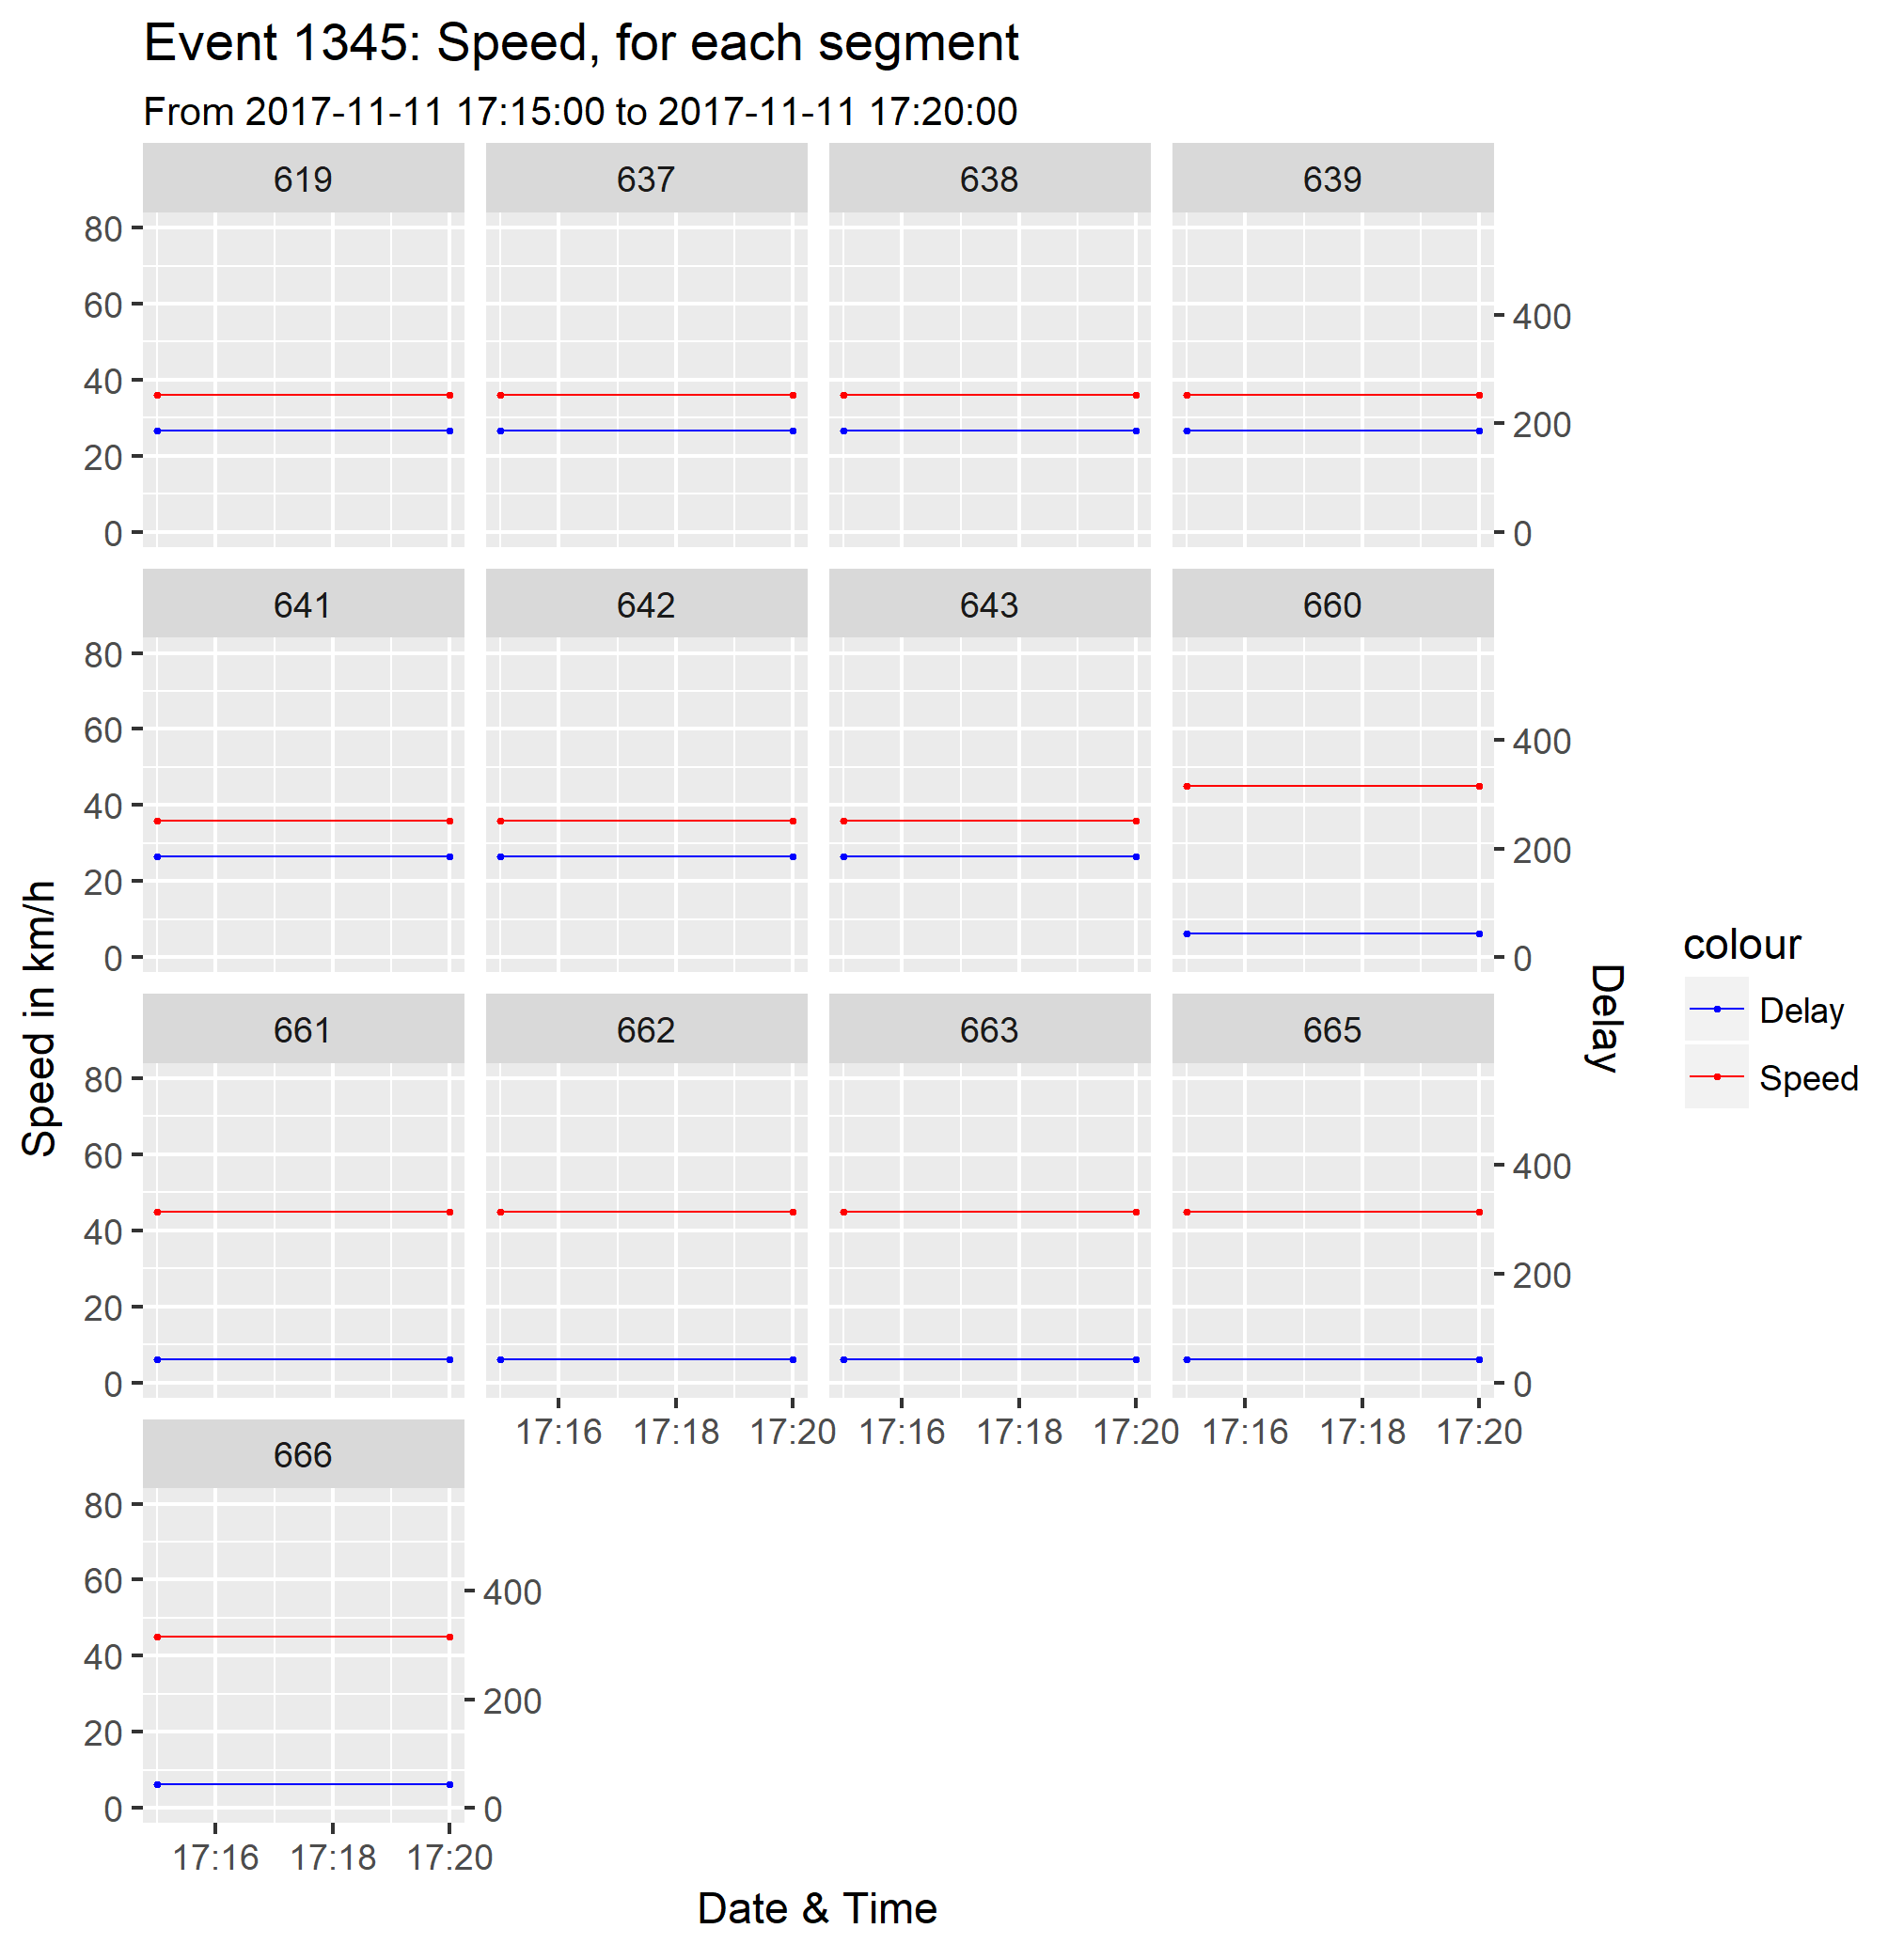 Event 1345: Speed, for each segment
From 2017-11-11 17:15:00 to 2017-11-11 17:20:00
619 637 638 639
80
60
400
40
200
20
0 0
641 642 643 660
80
60
400
40
200
20
0 0
Speed in km/h
Delay
colour
Delay
Speed
661 662 663 665
80
60
400
40
200
20
0 0
17:16 17:18 17:20 17:16 17:18 17:20 17:16 17:18 17:20
666
80
60
400
40
200
20
0 0
17:16 17:18 17:20
Date & Time